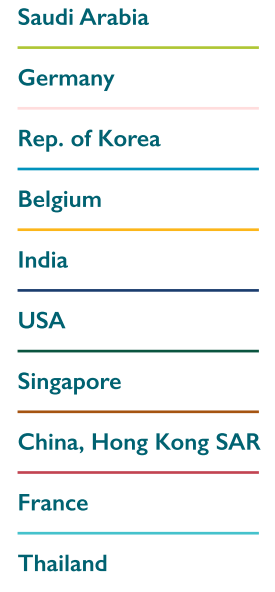 Saudi Arabia
Germany
Rep. of Korea
Belgium
India
USA
Singapore
China, Hong Kong SAR
France
Thailand